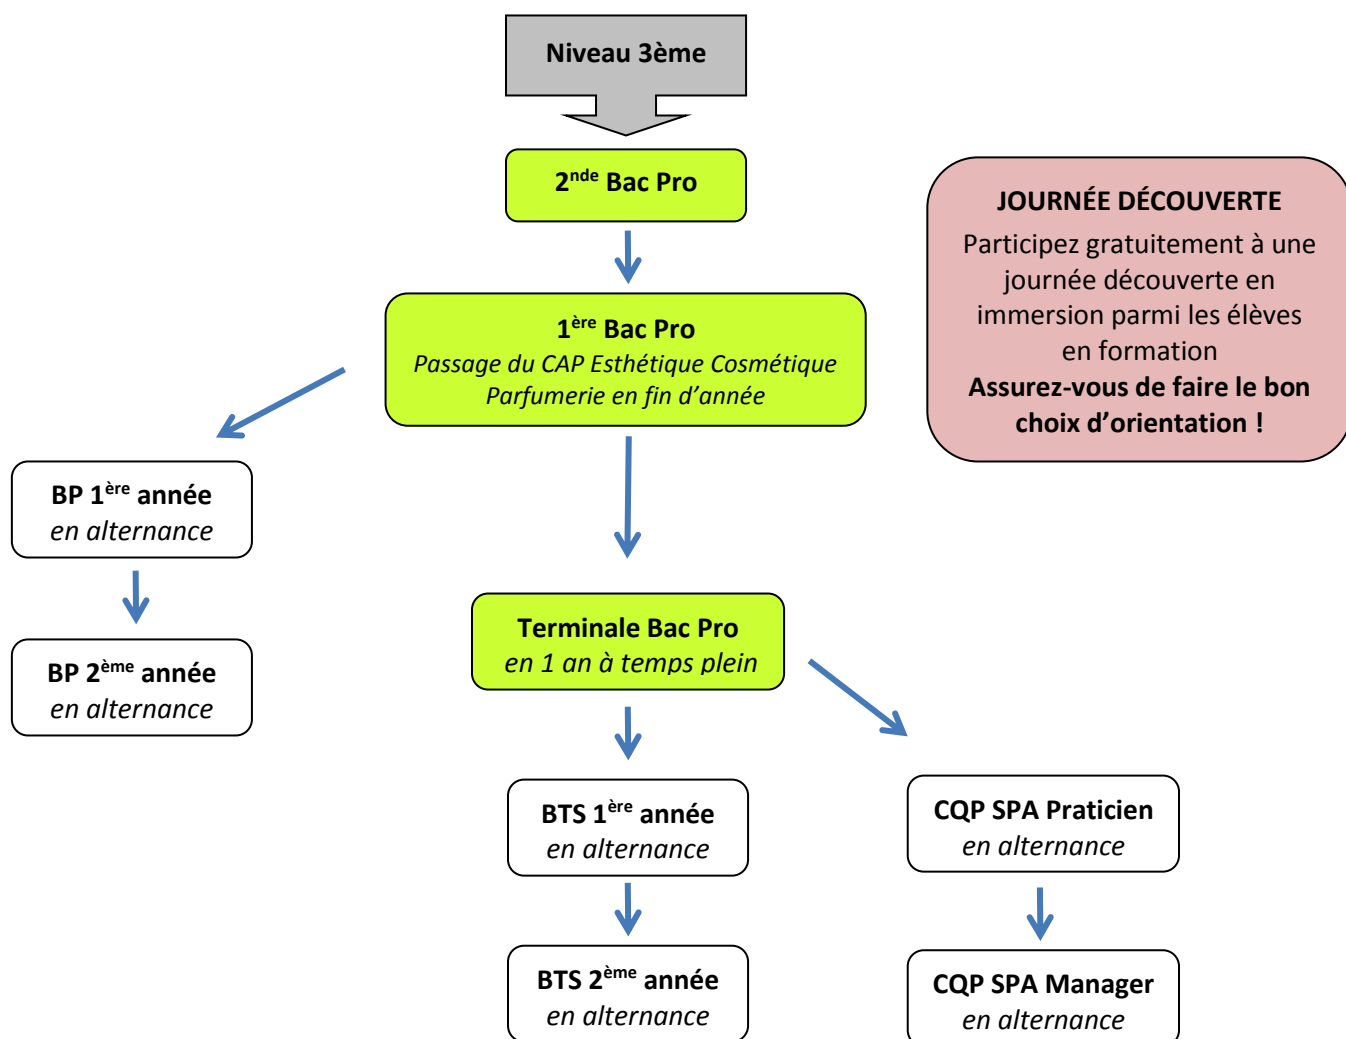 Niveau 3ème
2nde Bac Pro
JOURNÉE DÉCOUVERTE
Participez gratuitement à une
journée découverte en
immersion parmi les élèves
en formation
Assurez-vous de faire le bon
choix d’orientation !
1ère Bac Pro
Passage du CAP Esthétique Cosmétique
Parfumerie en fin d’année
BP 1ère année
en alternance
BP 2ème année
en alternance
Terminale Bac Pro
en 1 an à temps plein
BTS 1ère année
en alternance
CQP SPA Praticien
en alternance
BTS 2ème année
en alternance
CQP SPA Manager
en alternance